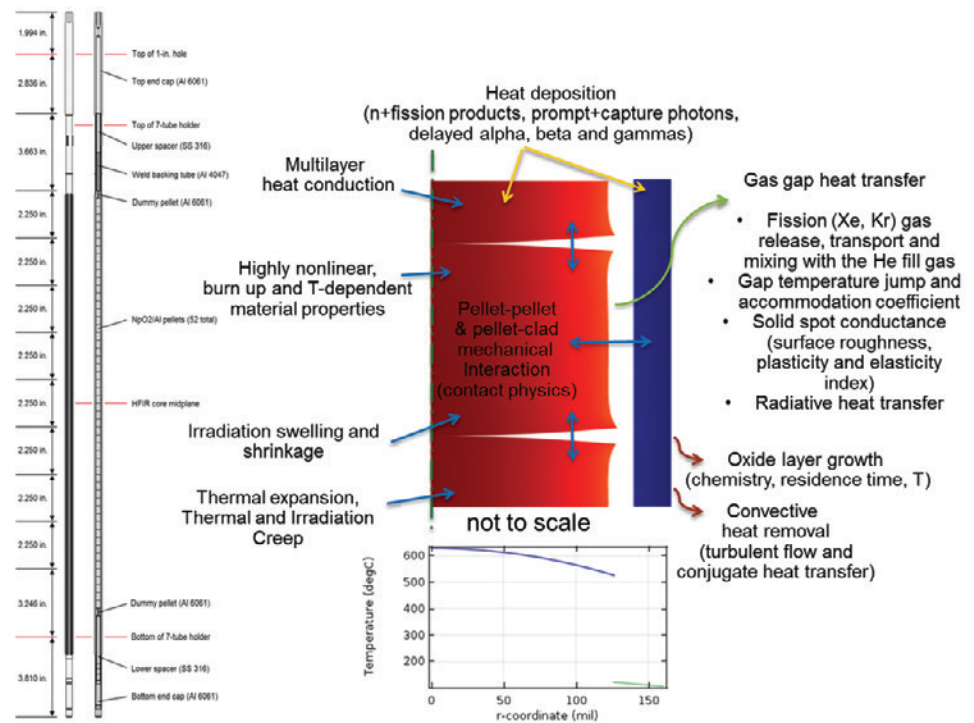 1.994 in.
2.836 in.
3.663 in.
2.250 in.
2.250 in.
2.250 in.
2.250 in.
2.250 in.
2.250 in.
2.250 in.
2.250 in.
3.246 in.
3.810 in.
Top of 1-in. hole
Top end cap (Al 6061)
Top of 7-tube holder
Upper spacer (SS 316)
Weld backing tube (Al 4047)
Dummy pellet (Al 6061)
NpO2/Al pellets (52 total)
HFIR core midplane
Dummy pellet (Al 6061)
Bottom of 7-tube holder
Lower spacer (SS 316)
Bottom end cap (Al 6061)
Heat deposition
(n+fission products, prompt+capture photons,
delayed alpha, beta and gammas)
Multilayer
heat conduction
Highly nonlinear,
burn up and T-dependent
material properties
Irradiation swelling and
shrinkage
Thermal expansion,
Thermal and Irradiation
Creep
Pellet-pellet
& pellet-clad
mechanical
Interaction
(contact physics)
not to scale
Gas gap heat transfer
• Fission (Xe, Kr) gas
release, transport and
mixing with the He fill gas
• Gap temperature jump and
accommodation coefficient
• Solid spot conductance
(surface roughness,
plasticity and elasticity
index)
• Radiative heat transfer
Oxide layer growth
(chemistry, residence time, T)
Convective
heat removal
(turbulent flow and
conjugate heat transfer)
Temperature (degC)
600
500
400
300
200
100
0 50 100 150
r-coordinate (mil)